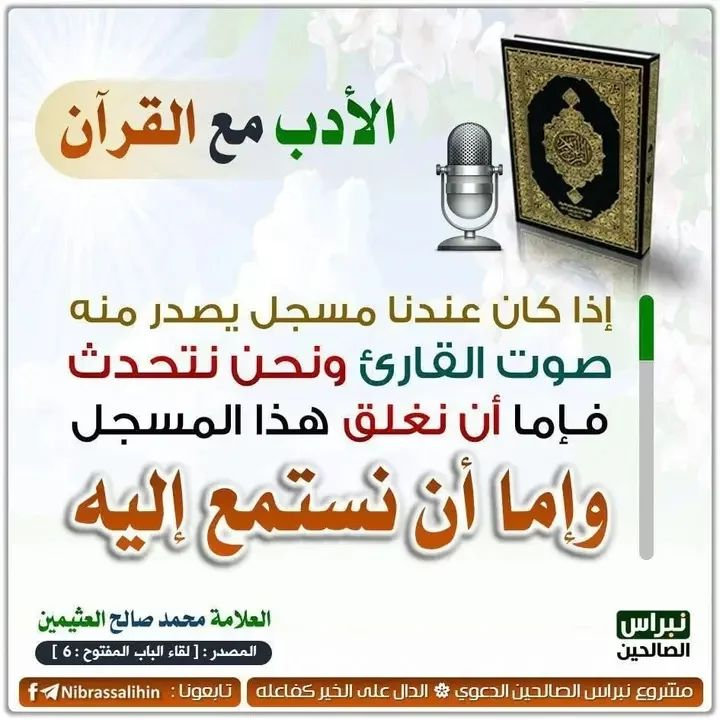 الأدب مع القرآن
إذا كان عندنا مسجل يصدر منه
صوت القارئ ونحن نتحدث
فإما أن نغلق هذا المسجل
وإما أن نستمع إليه
العلامة محمد صالح العثيمين
المصدر : [ لقاء الباب المفتوح : 6 ]
نبراس
الصالحين
مشروع نبراس الصالحين الدعوي ❁ الدال على الخير كفاعله
تابعونا : Nibrassalihin